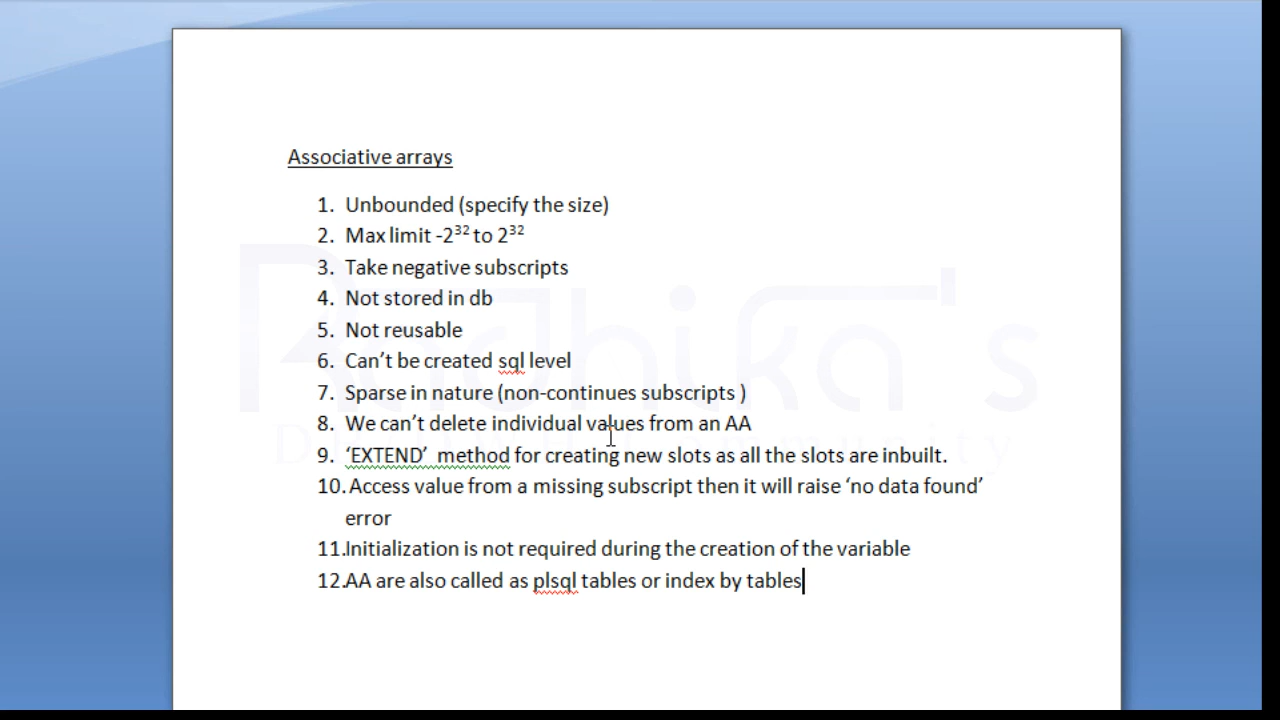 Associative arrays
1. Unbounded (specify the size)
2. Max limit -2³² to 2³²
3. Take negative subscripts
4. Not stored in db
5. Not reusable
6. Can’t be created sql level
7. Sparse in nature (non-continues subscripts )
8. We can’t delete individual values from an AA
9. ‘EXTEND’ method for creating new slots as all the slots are inbuilt.
10. Access value from a missing subscript then it will raise ‘no data found’
error
11.Initialization is not required during the creation of the variable
12.AA are also called as plsql tables or index by tables
Radhika's